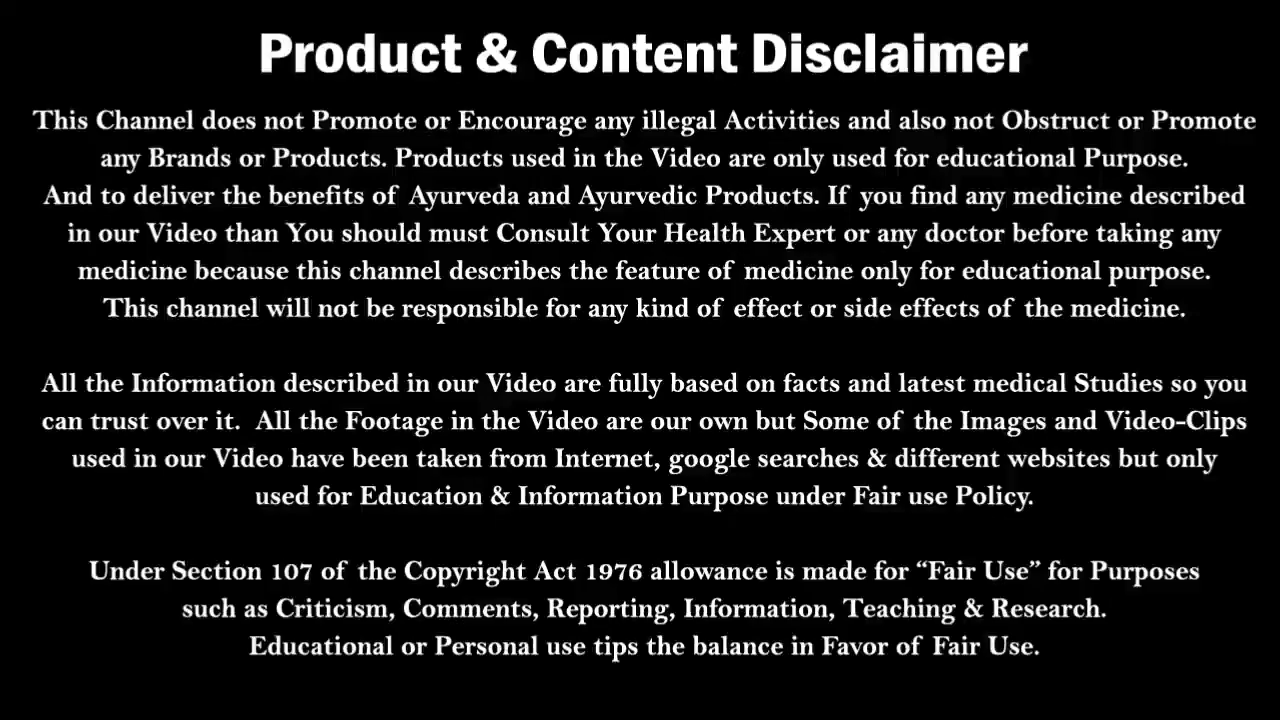 Product & Content Disclaimer
This Channel does not Promote or Encourage any illegal Activities and also not Obstruct or Promote
any Brands or Products. Products used in the Video are only used for educational Purpose.
And to deliver the benefits of Ayurveda and Ayurvedic Products. If you find any medicine described
in our Video than You should must Consult Your Health Expert or any doctor before taking any
medicine because this channel describes the feature of medicine only for educational purpose.
This channel will not be responsible for any kind of effect or side effects of the medicine.
All the Information described in our Video are fully based on facts and latest medical Studies so you
can trust over it. All the Footage in the Video are our own but Some of the Images and Video-Clips
used in our Video have been taken from Internet, google searches & different websites but only
used for Education & Information Purpose under Fair use Policy.
Under Section 107 of the Copyright Act 1976 allowance is made for “Fair Use” for Purposes
such as Criticism, Comments, Reporting, Information, Teaching & Research.
Educational or Personal use tips the balance in Favor of Fair Use.